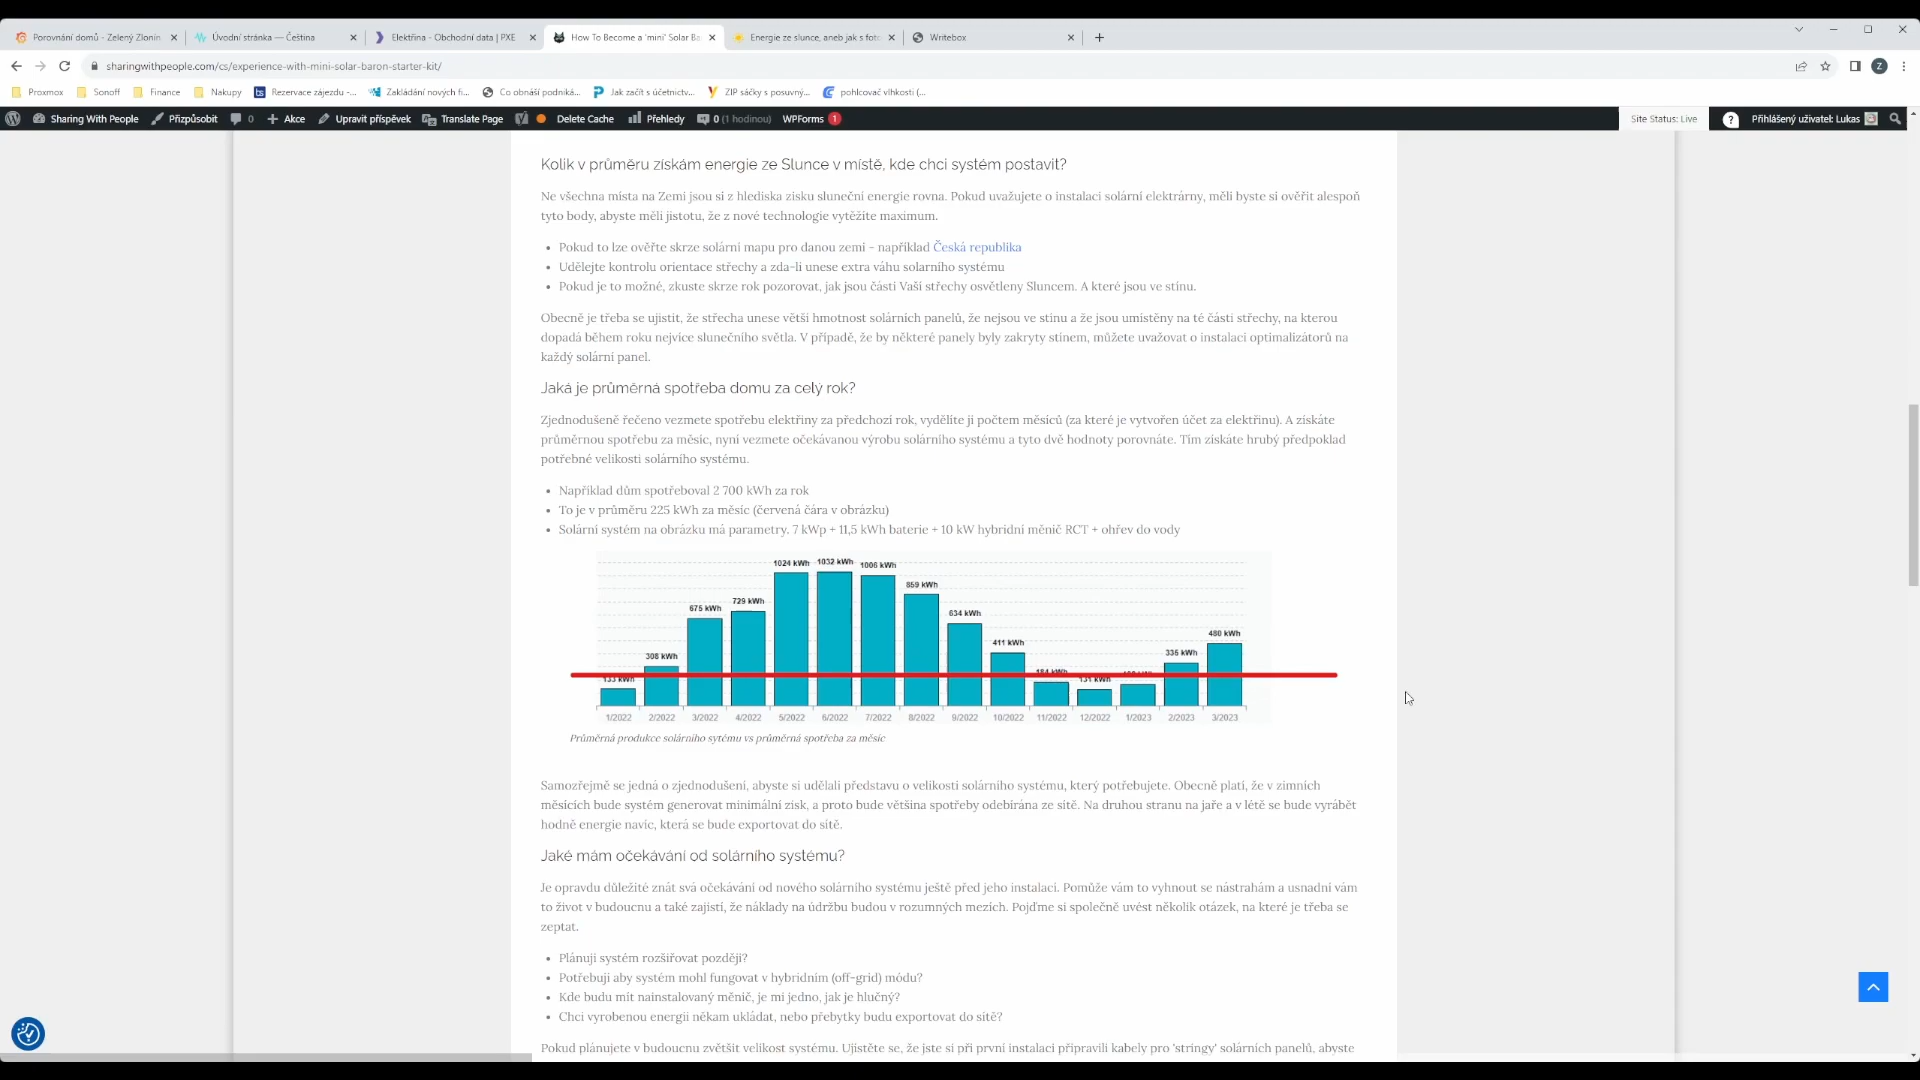 Porovnání domů - Zelený Zlonín
Úvodní stránka — Čeština
Elektřina - Obchodní data | PXE
How To Become a 'mini' Solar Ba
Energie ze slunce, aneb jak s foto
Writebox
sharingwithpeople.com/cs/experience-with-mini-solar-baron-starter-kit/
Z
Proxmox
Sonoff
Finance
Nákupy
Rezervace zájezdu -...
Zakládání nových fi...
Co obnáší podniká...
Jak začít s účetnictv...
ZIP sáčky s posuvný...
pohlcovač vlhkosti (...
Sharing With People
Přizpůsobit
0
Akce
Upravit příspěvek
Translate Page
Delete Cache
Přehledy
0 (1 hodinou)
WPForms 1
Site Status: Live
Přihlášený uživatel: Lukas
Kolik v průměru získám energie ze Slunce v místě, kde chci systém postavit?
Ne všechna místa na Zemi jsou si z hlediska zisku sluneční energie rovna. Pokud uvažujete o instalaci solární elektrárny, měli byste si ověřit alespoň
tyto body, abyste měli jistotu, že z nové technologie vytěžíte maximum.
Pokud to lze ověřte skrze solární mapu pro danou zemi - například Česká republika
Udělejte kontrolu orientace střechy a zda-li unese extra váhu solarního systému
Pokud je to možné, zkuste skrze rok pozorovat, jak jsou části Vaší střechy osvětleny Sluncem. A které jsou ve stínu.
Obecně je třeba se ujistit, že střecha unese větší hmotnost solárních panelů, že nejsou ve stínu a že jsou umístěny na té části střechy, na kterou
dopadá během roku nejvíce slunečního světla. V případě, že by některé panely byly zakryty stínem, můžete uvažovat o instalaci optimalizátorů na
každý solární panel.
Jaká je průměrná spotřeba domu za celý rok?
Zjednodušeně řečeno vezmete spotřebu elektřiny za předchozí rok, vydělíte ji počtem měsíců (za které je vytvořen účet za elektřinu). A získáte
průměrnou spotřebu za měsíc, nyní vezmete očekávanou výrobu solárního systému a tyto dvě hodnoty porovnáte. Tím získáte hrubý předpoklad
potřebné velikosti solárního systému.
Například dům spotřeboval 2 700 kWh za rok
To je v průměru 225 kWh za měsíc (červená čára v obrázku)
Solární systém na obrázku má parametry. 7 kWp + 11,5 kWh baterie + 10 kW hybridní měnič RCT + ohřev do vody
1024 kWh 1032 kWh 1006 kWh
859 kWh
729 kWh
675 kWh
634 kWh
480 kWh
411 kWh
308 kWh
335 kWh
184 kWh
133 kWh
131 kWh
1/2022 2/2022 3/2022 4/2022 5/2022 6/2022 7/2022 8/2022 9/2022 10/2022 11/2022 12/2022 1/2023 2/2023 3/2023
Průměrná produkce solárního sytému vs průměrná spotřeba za měsíc
Samozřejmě se jedná o zjednodušení, abyste si udělali představu o velikosti solárního systému, který potřebujete. Obecně platí, že v zimních
měsících bude systém generovat minimální zisk, a proto bude většina spotřeby odebírána ze sítě. Na druhou stranu na jaře a v létě se bude vyrábět
hodně energie navíc, která se bude exportovat do sítě.
Jaké mám očekávání od solárního systému?
Je opravdu důležité znát svá očekávání od nového solárního systému ještě před jeho instalací. Pomůže vám to vyhnout se nástrahám a usnadní vám
to život v budoucnu a také zajistí, že náklady na údržbu budou v rozumných mezích. Pojďme si společně uvést několik otázek, na které je třeba se
zeptat.
Plánuji systém rozšiřovat později?
Potřebuji aby systém mohl fungovat v hybridním (off-grid) módu?
Kde budu mít nainstalovaný měnič, je mi jedno, jak je hlučný?
Chci vyrobenou energii někam ukládat, nebo přebytky budu exportovat do sítě?
Pokud plánujete v budoucnu zvětšit velikost systému. Ujistěte se, že jste si při první instalaci připravili kabely pro 'stringy' solárních panelů, abyste